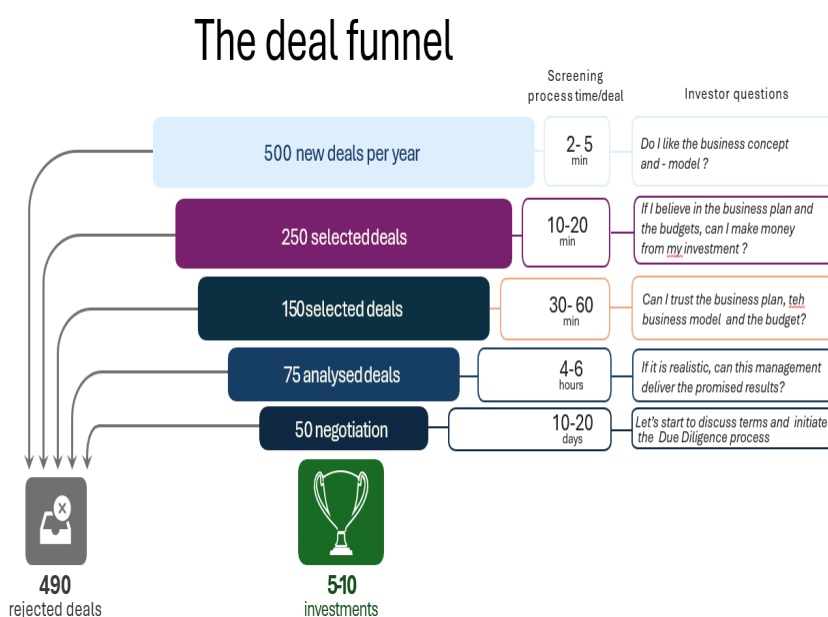 The deal funnel
Screening
process time/deal
Investor questions
500 new deals per year
2- 5
min
Do I like the business concept
and - model ?
250 selected deals
10-20
min
If I believe in the business plan and
the budgets, can I make money
from my investment ?
150 selected deals
30- 60
min
Can I trust the business plan, teh
business model and the budget?
75 analysed deals
4-6
hours
If it is realistic, can this management
deliver the promised results?
50 negotiation
10-20
days
Let's start to discuss terms and initiate
the Due Diligence process
490
rejected deals
5-10
investments